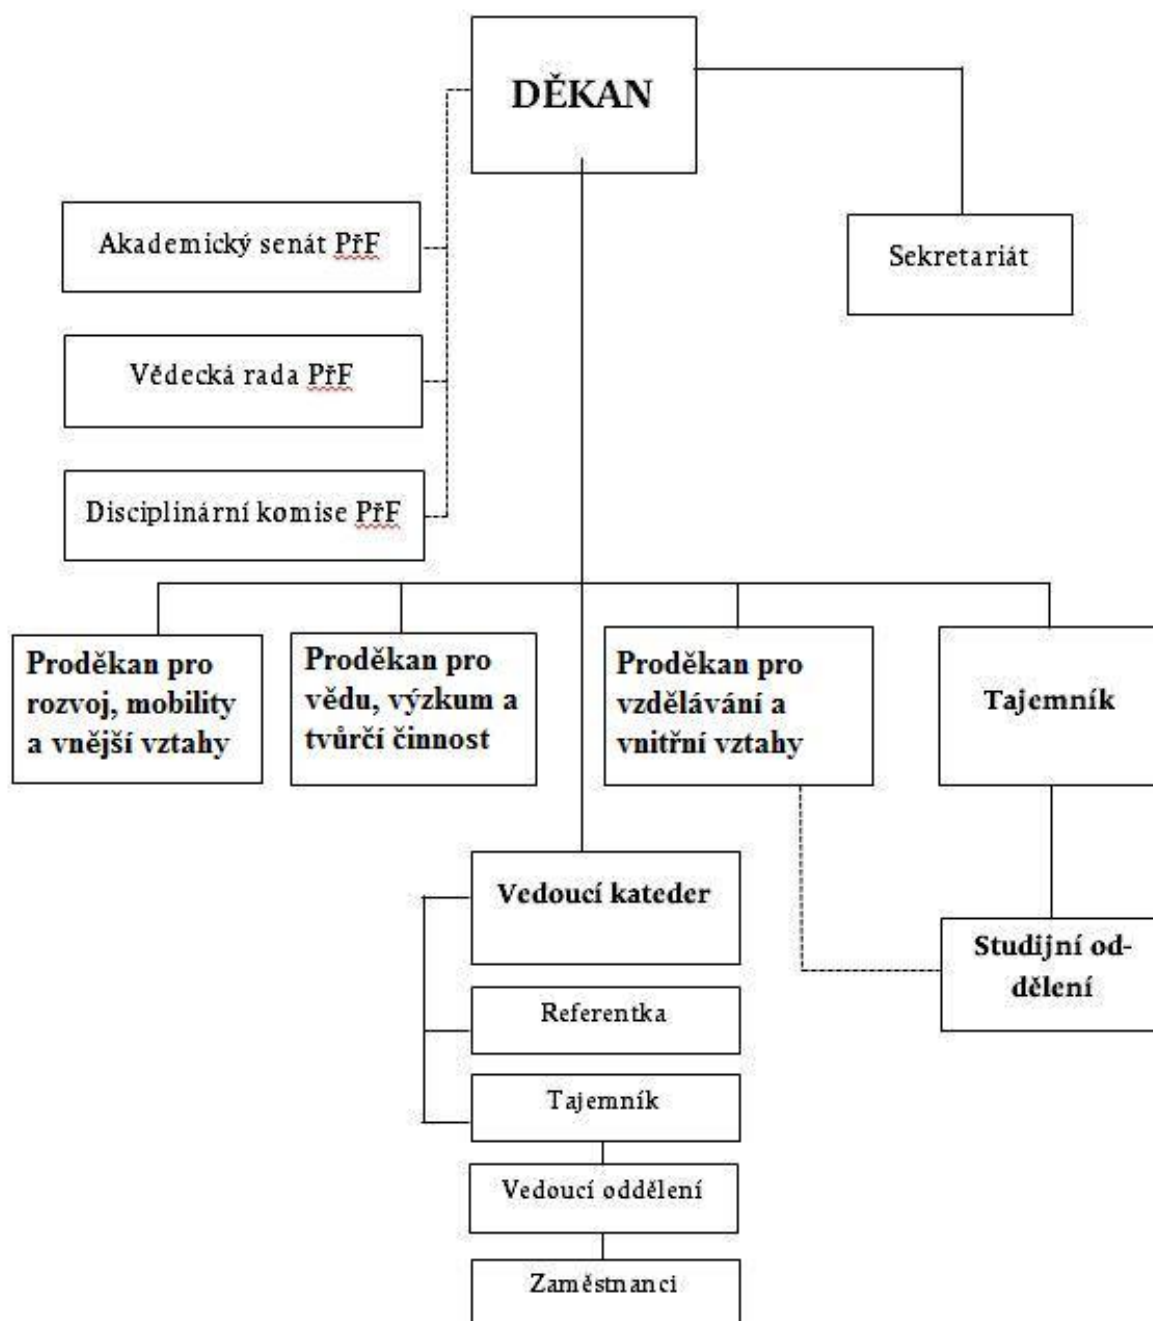 DĚKAN
Akademický senát PřF
Sekretariát
Vědecká rada PřF
Disciplinární komise PřF
Proděkan pro
rozvoj, mobility
a vnější vztahy
Proděkan pro
vědu, výzkum a
tvůrčí činnost
Proděkan pro
vzdělávání a
vnitřní vztahy
Tajemník
Vedoucí kateder
Studijní od-
dělení
Referentka
Tajemník
Vedoucí oddělení
Zaměstnanci